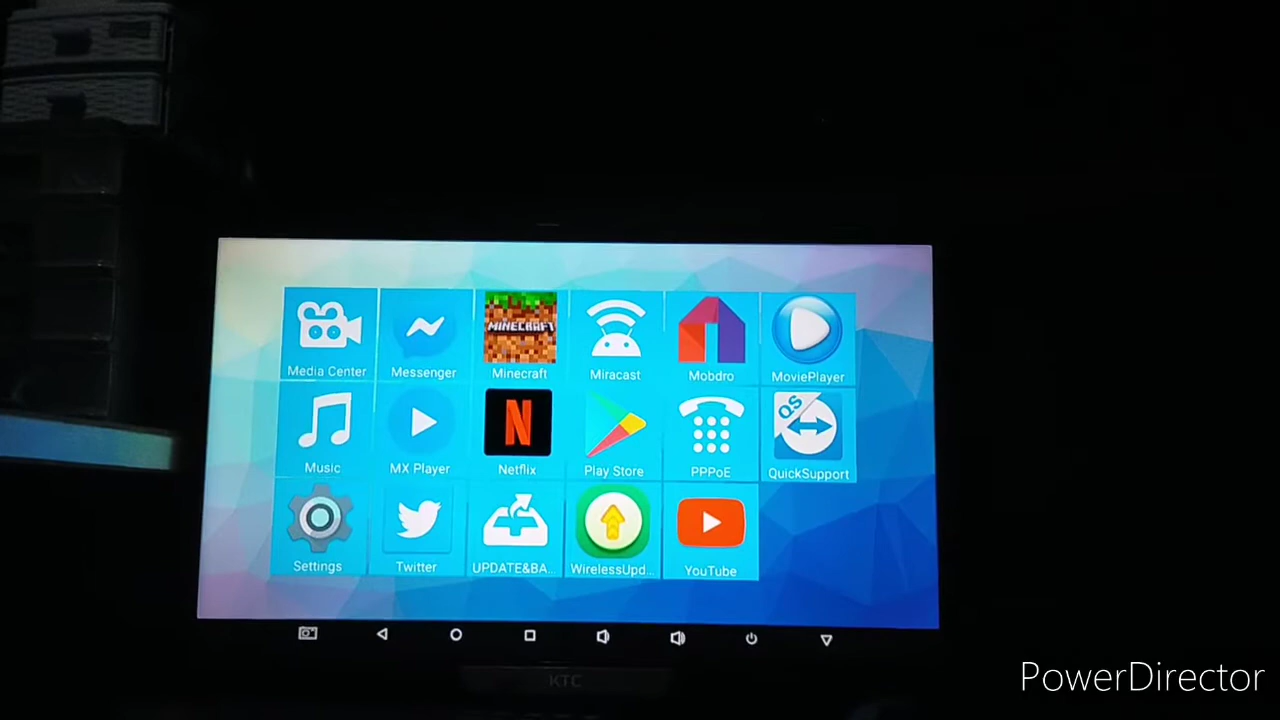 Media Center
Messenger
MINECRAFT
Minecraft
Miracast
Mobdro
MoviePlayer
Music
MX Player
N
Netflix
Play Store
PPPoE
QS
QuickSupport
Settings
Twitter
UPDATE&BA...
WirelessUpd...
YouTube
KTC
PowerDirector